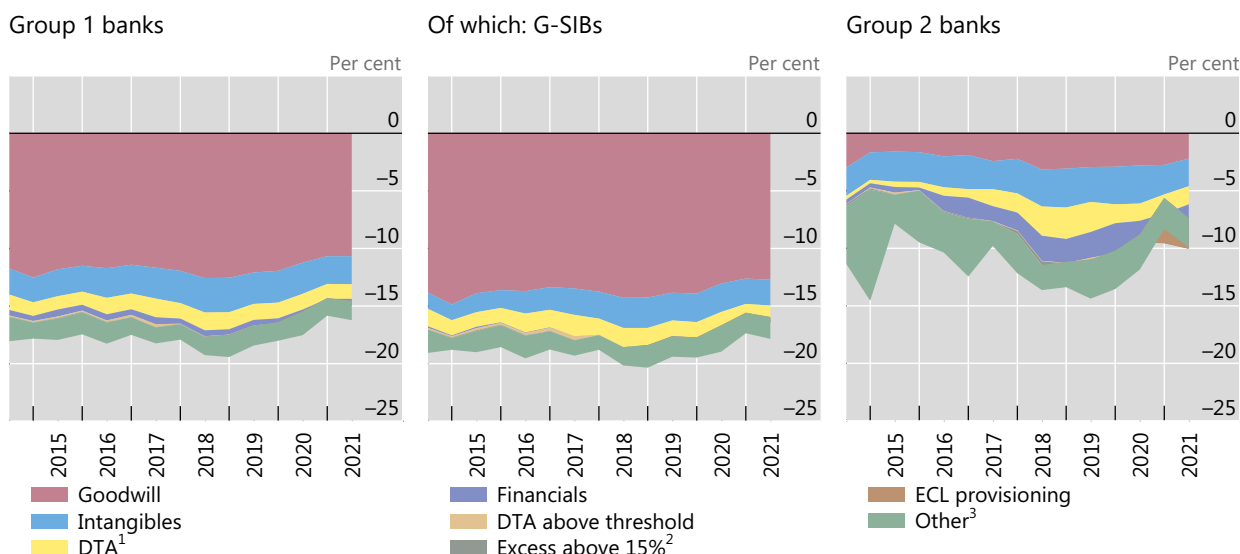 Group 1 banks
Of which: G-SIBs
Group 2 banks
Per cent
Per cent
Per cent
0
–5
–10
–15
–20
–25
0
–5
–10
–15
–20
–25
0
–5
–10
–15
–20
–25
2015 2016 2017 2018 2019 2020 2021
2015 2016 2017 2018 2019 2020 2021
2015 2016 2017 2018 2019 2020 2021
Goodwill
Intangibles
DTA¹
Financials
DTA above threshold
Excess above 15%²
ECL provisioning
Other³